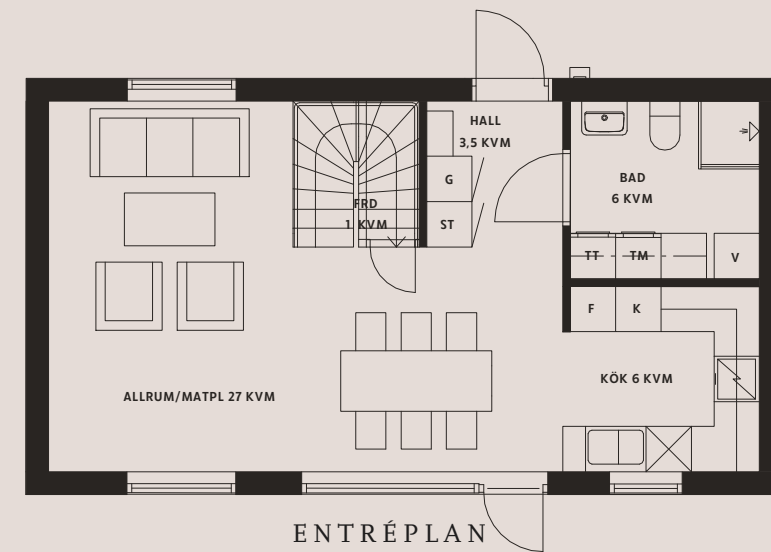 HALL
3,5 KVM
G
ST
FRD
1 KVM
BAD
6 KVM
TT
TM
V
F
K
KÖK 6 KVM
ALLRUM/MATPL 27 KVM
ENTRÉPLAN